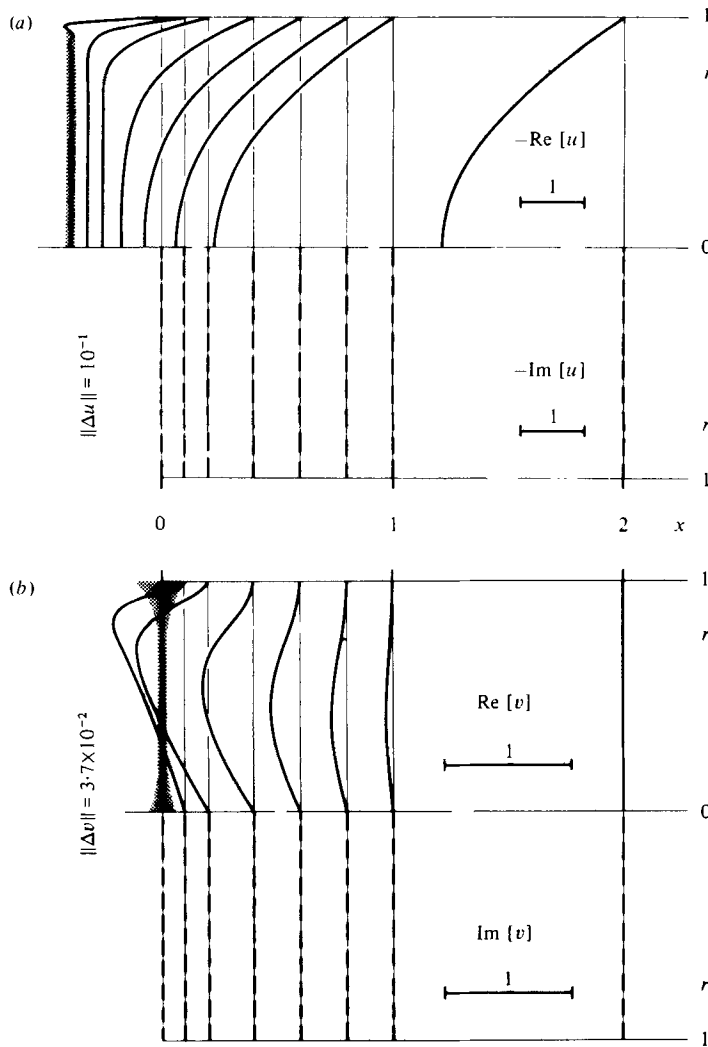 (a)
1
r
−Re [u]
1
0
‖Δu‖ = 10⁻¹
−Im [u]
1
r
1
0 1 2 x
(b)
1
r
Re [v]
1
0
‖Δv‖ = 3·7×10⁻²
Im [v]
1
r
1